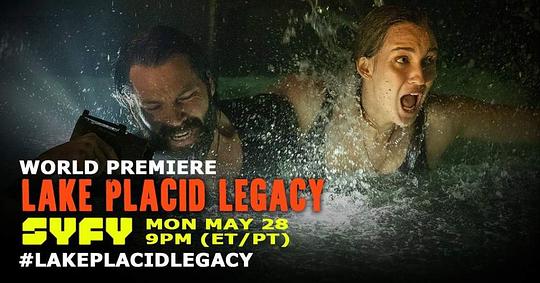 WORLD PREMIERE
LAKE PLACID LEGACY
SYFY MON MAY 28
9PM (ET/PT)
#LAKEPLACIDLEGACY